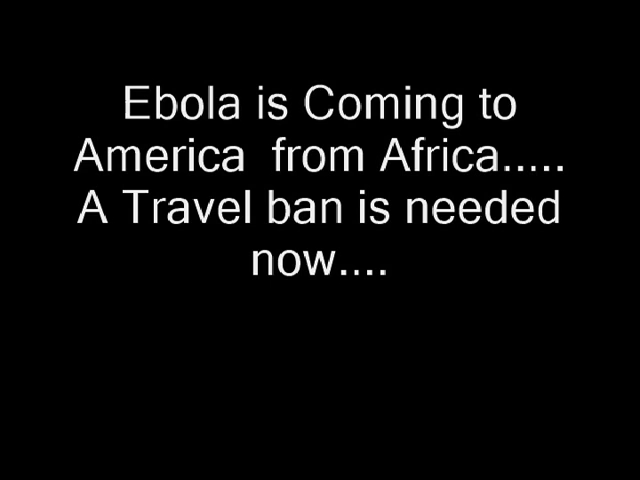 Ebola is Coming to
America  from Africa.....
A Travel ban is needed
now....